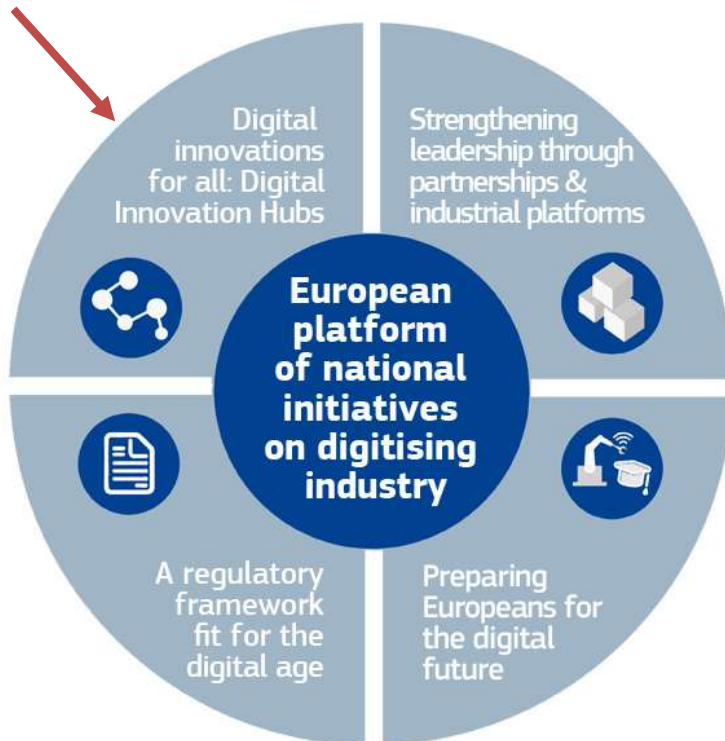 Digital
innovations
for all: Digital
Innovation Hubs
Strengthening
leadership through
partnerships &
industrial platforms
European
platform
of national
initiatives
on digitising
industry
A regulatory
framework
fit for the
digital age
Preparing
Europeans for
the digital
future